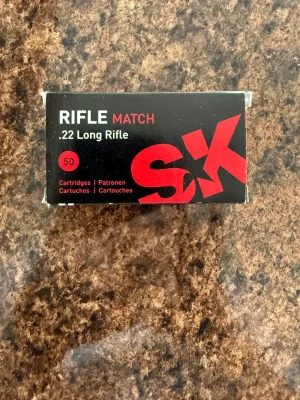 RIFLE MATCH
.22 Long Rifle
50
SK
Cartridges | Patronen
Cartuchos | Cartouches